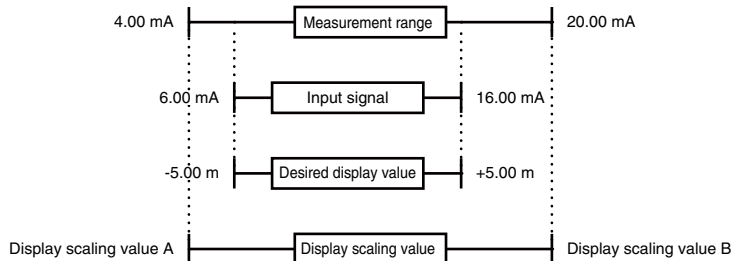 4.00 mA Measurement range 20.00 mA
6.00 mA Input signal 16.00 mA
-5.00 m Desired display value +5.00 m
Display scaling value A Display scaling value Display scaling value B